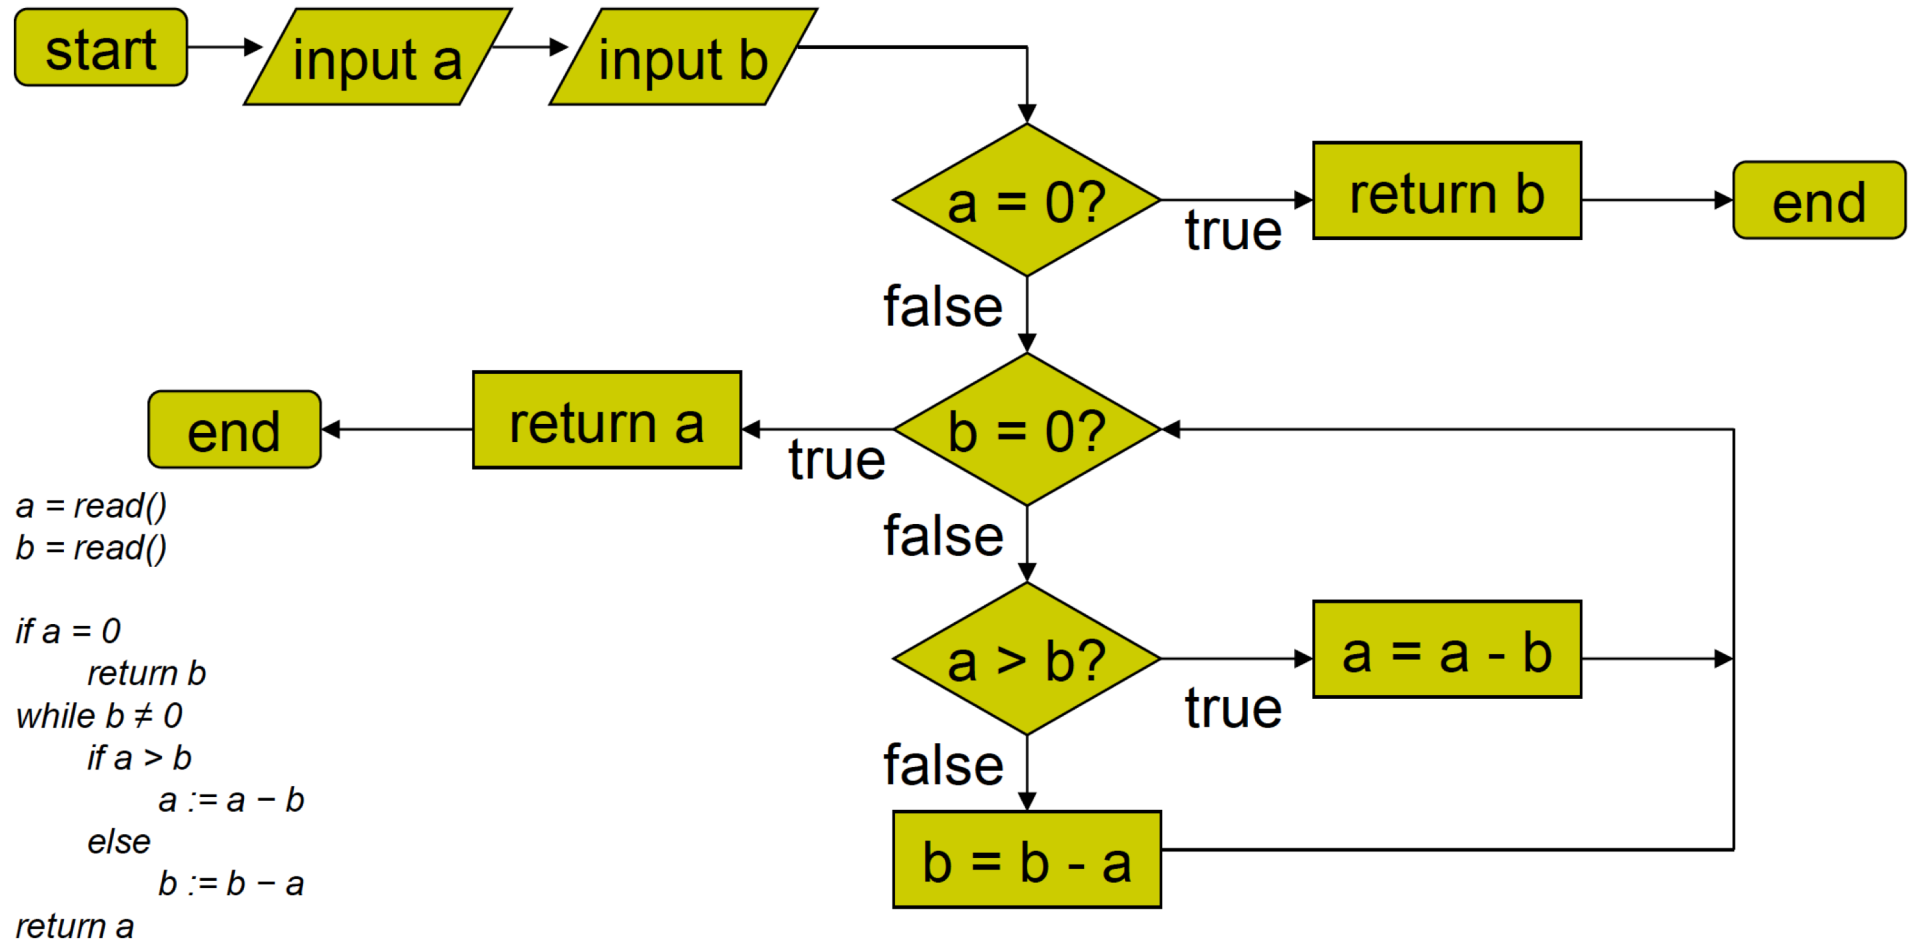 start
input a
input b
a = 0?
true
return b
end
false
b = 0?
true
return a
end
false
a > b?
true
a = a - b
false
b = b - a
a = read()
b = read()
if a = 0
return b
while b ≠ 0
if a > b
a := a − b
else
b := b − a
return a